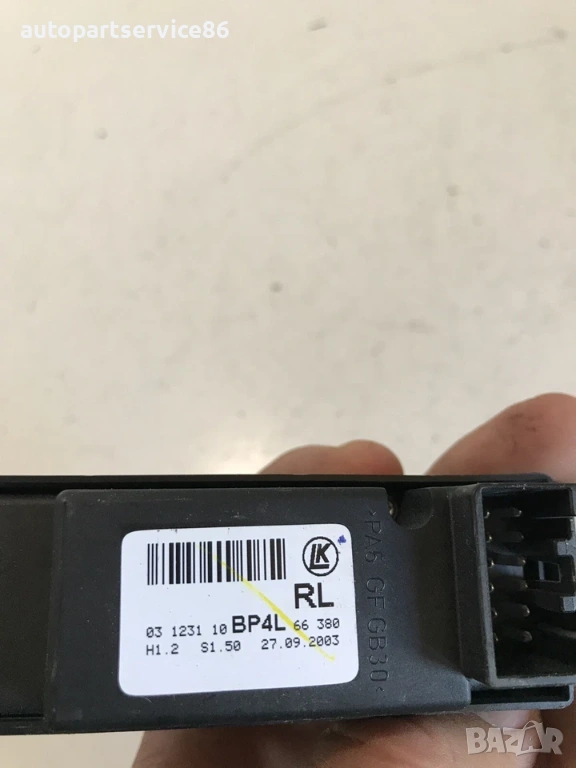 autopartservice86
LK
RL
03 1231 10 BP4L 66 380
H1.2 S1.50 27.09.2003
>PA6 GF GB30<
BAZAR